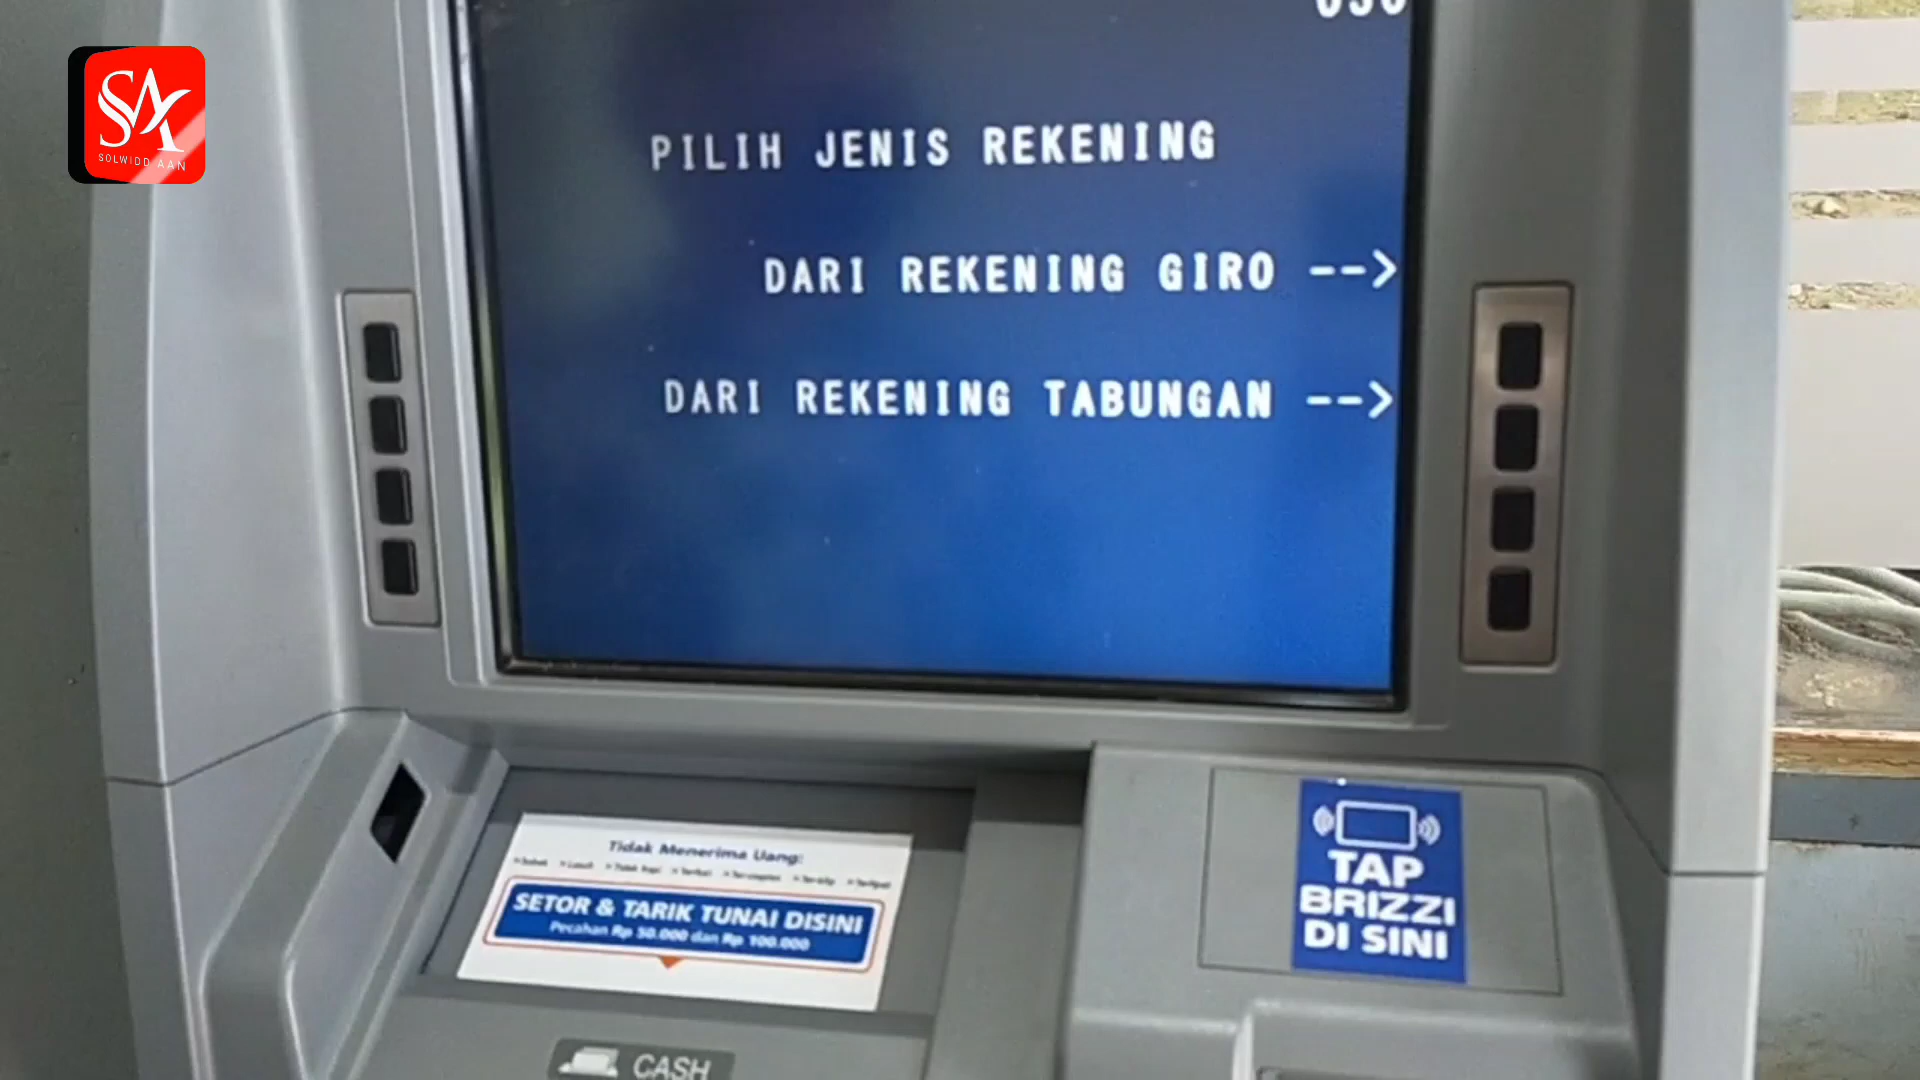 SA
SOLWIDD AAN
PILIH JENIS REKENING
DARI REKENING GIRO -->
DARI REKENING TABUNGAN -->
Tidak Menerima Uang:
SETOR & TARIK TUNAI DISINI
Pecahan Rp 50.000 dan Rp 100.000
TAP
BRIZZI
DI SINI
CASH